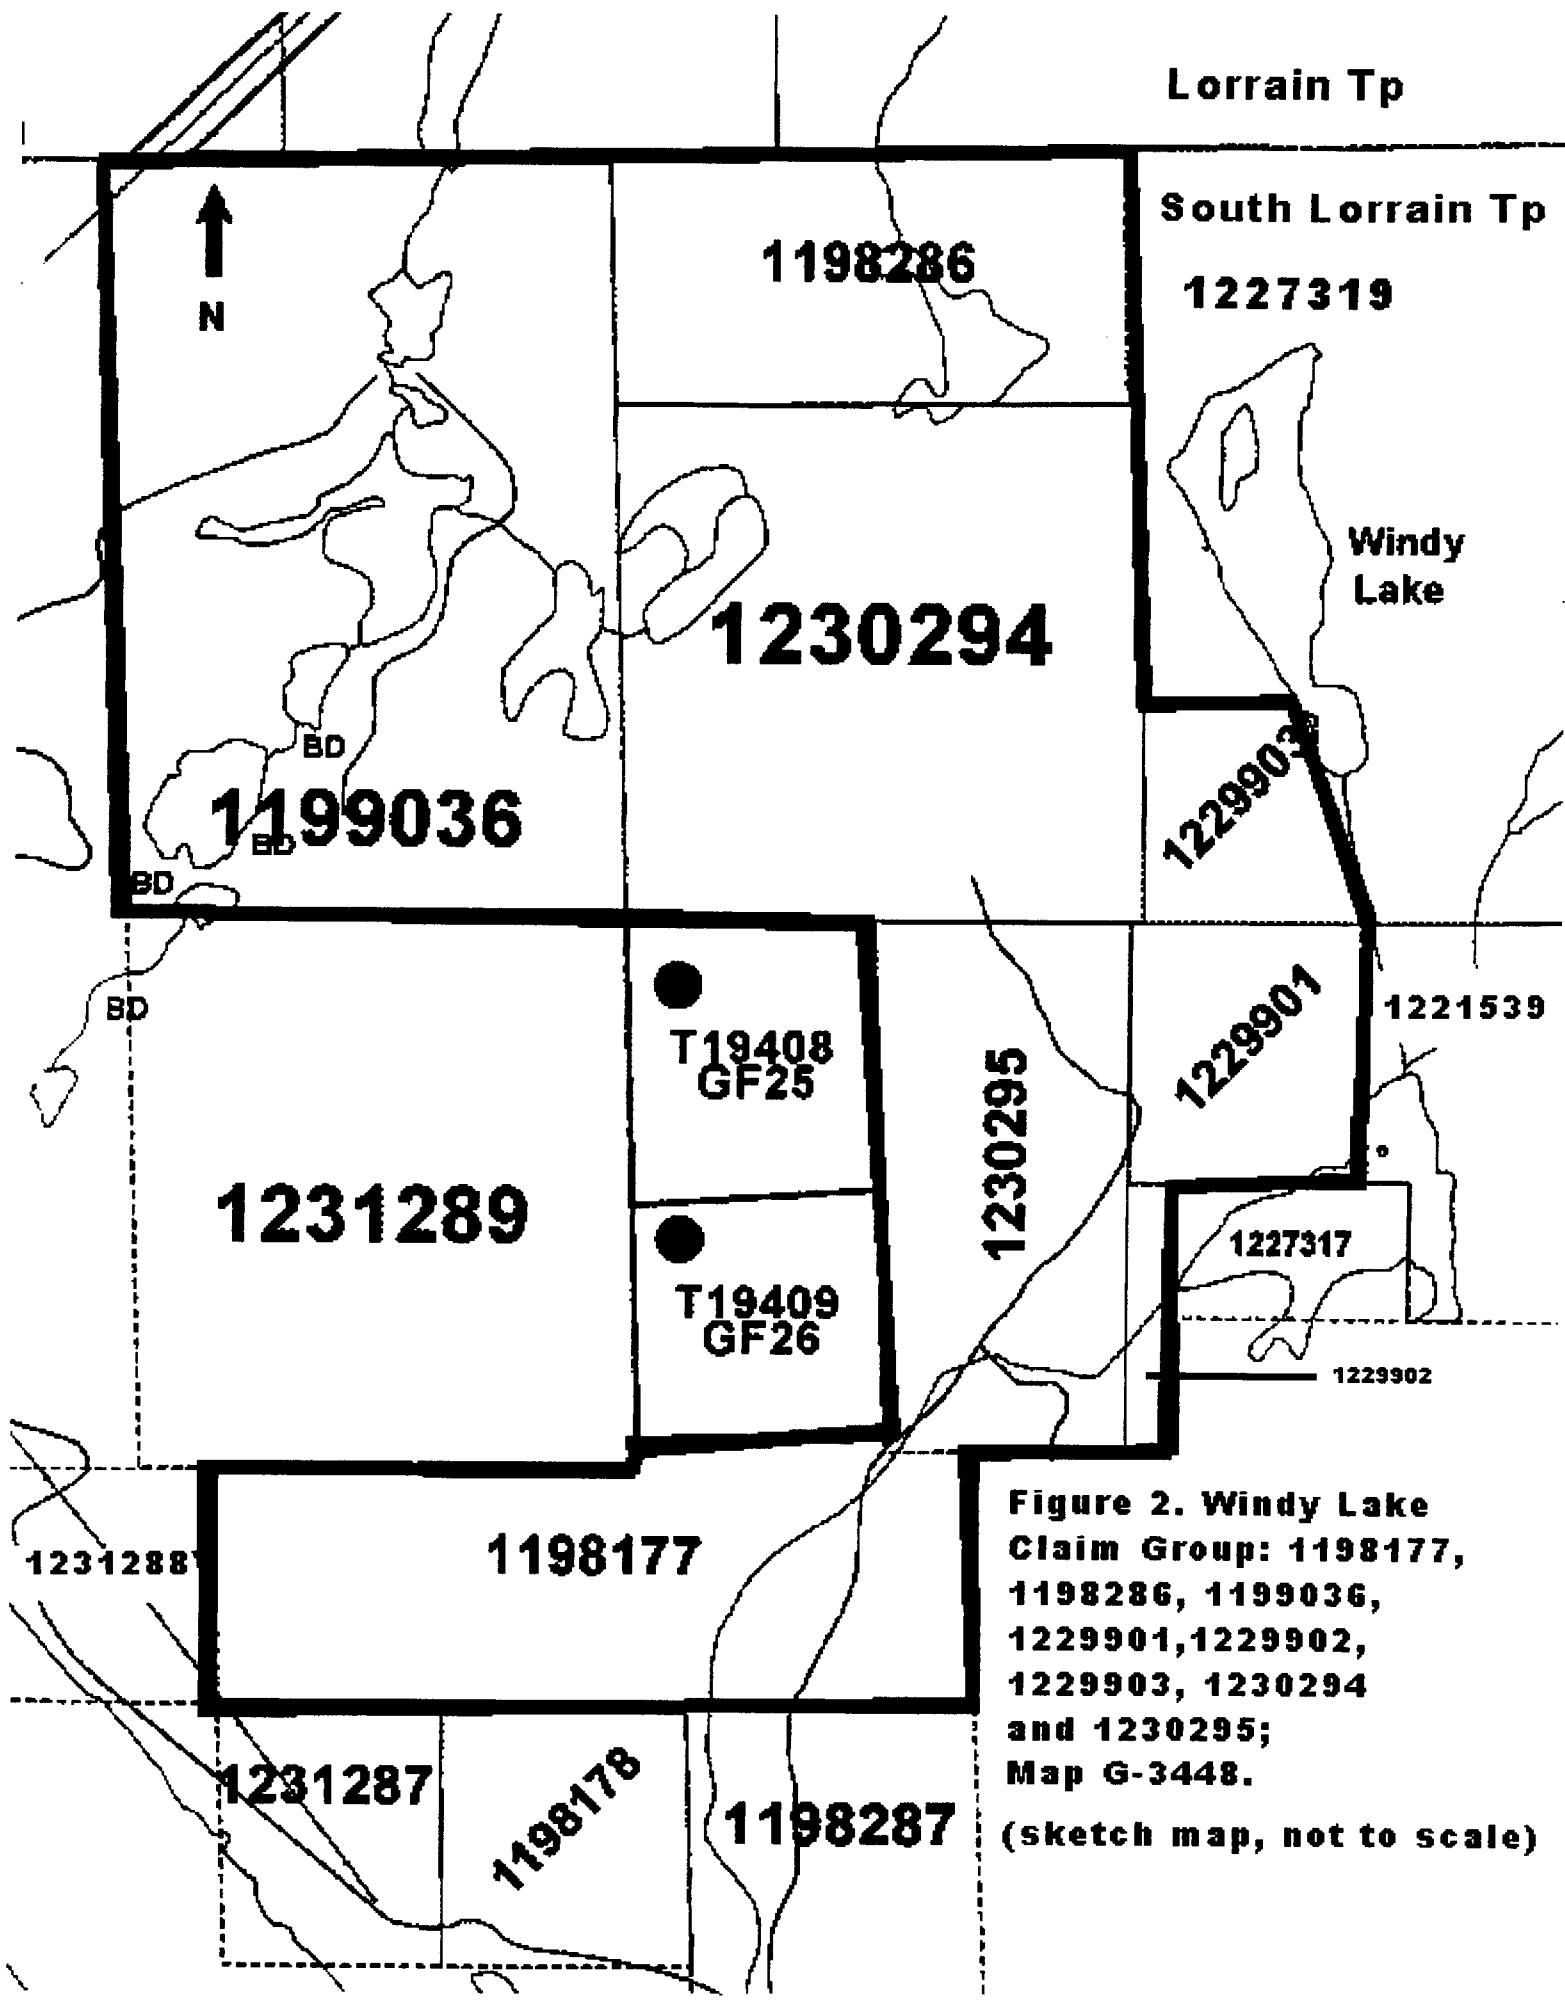 Lorrain Tp
South Lorrain Tp
1198286
1227319
N
Windy
Lake
1230294
1229903
BD
1199036
BD
BD
BD
1221539
1229901
T19408
GF25
1230295
1231289
1227317
T19409
GF26
1229902
Figure 2. Windy Lake
Claim Group: 1198177,
1198286, 1199036,
1229901,1229902,
1229903, 1230294
and 1230295;
Map G-3448.
(sketch map, not to scale)
1198177
1231288
1231287
1198178
1198287